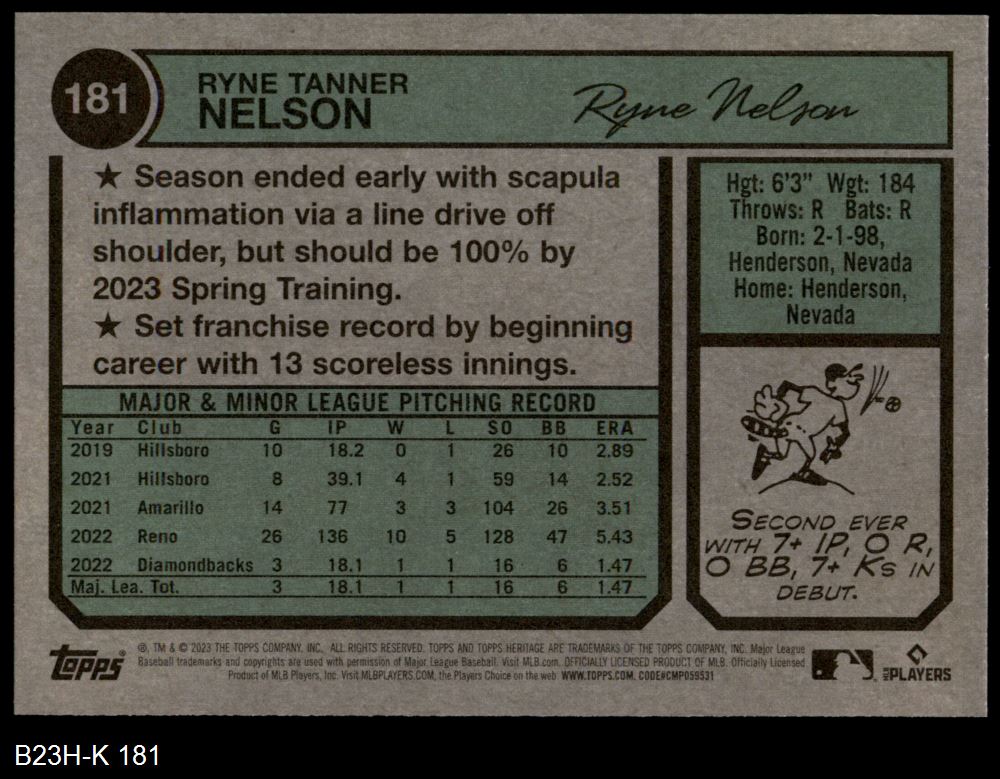 181
RYNE TANNER
NELSON
Ryne Nelson
★ Season ended early with scapula
inflammation via a line drive off
shoulder, but should be 100% by
2023 Spring Training.
★ Set franchise record by beginning
career with 13 scoreless innings.
Hgt: 6'3" Wgt: 184
Throws: R Bats: R
Born: 2-1-98,
Henderson, Nevada
Home: Henderson,
Nevada
MAJOR & MINOR LEAGUE PITCHING RECORD
Year Club G IP W L SO BB ERA
2019 Hillsboro 10 18.2 0 1 26 10 2.89
2021 Hillsboro 8 39.1 4 1 59 14 2.52
2021 Amarillo 14 77 3 3 104 26 3.51
2022 Reno 26 136 10 5 128 47 5.43
2022 Diamondbacks 3 18.1 1 1 16 6 1.47
Maj. Lea. Tot. 3 18.1 1 1 16 6 1.47
SECOND EVER
WITH 7+ IP, 0 R,
0 BB, 7+ KS IN
DEBUT.
topps
®, TM & © 2023 THE TOPPS COMPANY, INC. ALL RIGHTS RESERVED. TOPPS AND TOPPS HERITAGE ARE TRADEMARKS OF THE TOPPS COMPANY, INC. Major League
Baseball trademarks and copyrights are used with permission of Major League Baseball. Visit MLB.com. OFFICIALLY LICENSED PRODUCT OF MLB. Officially Licensed
Product of MLB Players, Inc. Visit MLBPLAYERS.COM, the Players Choice on the web. WWW.TOPPS.COM. CODE#CMP059531
MLB PLAYERS
B23H-K 181